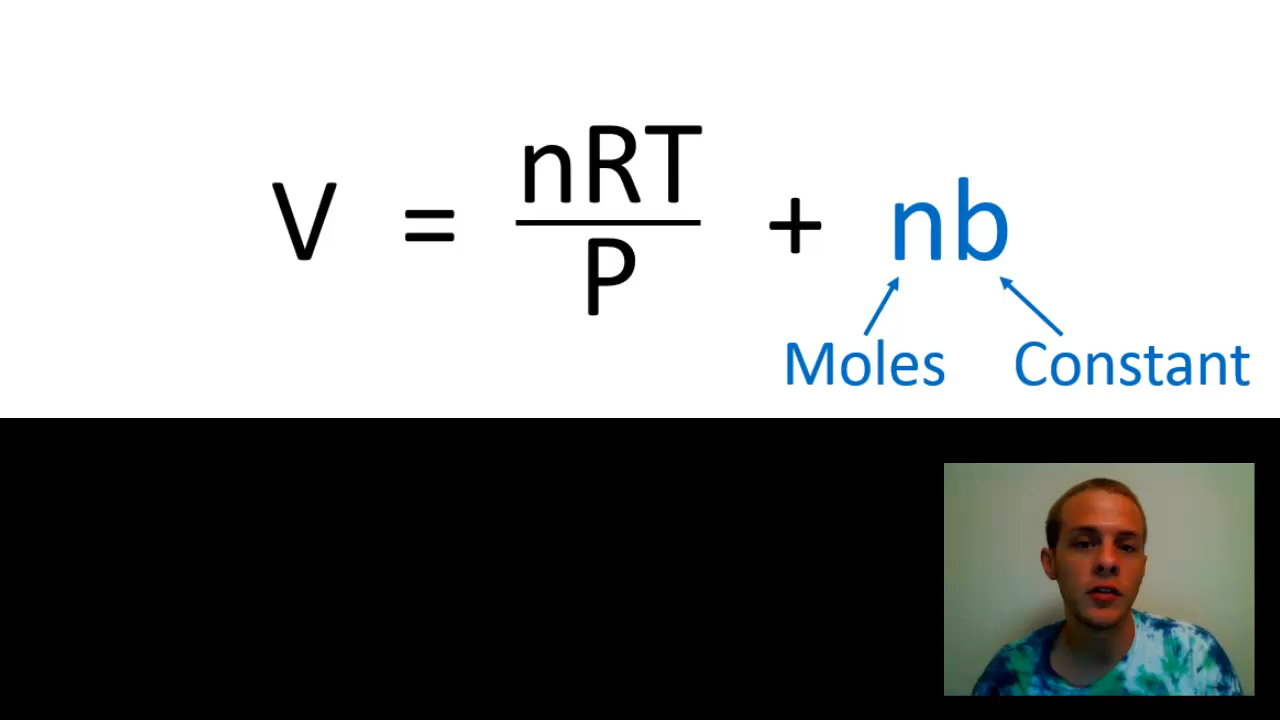 V = nRT/P + nb
Moles Constant